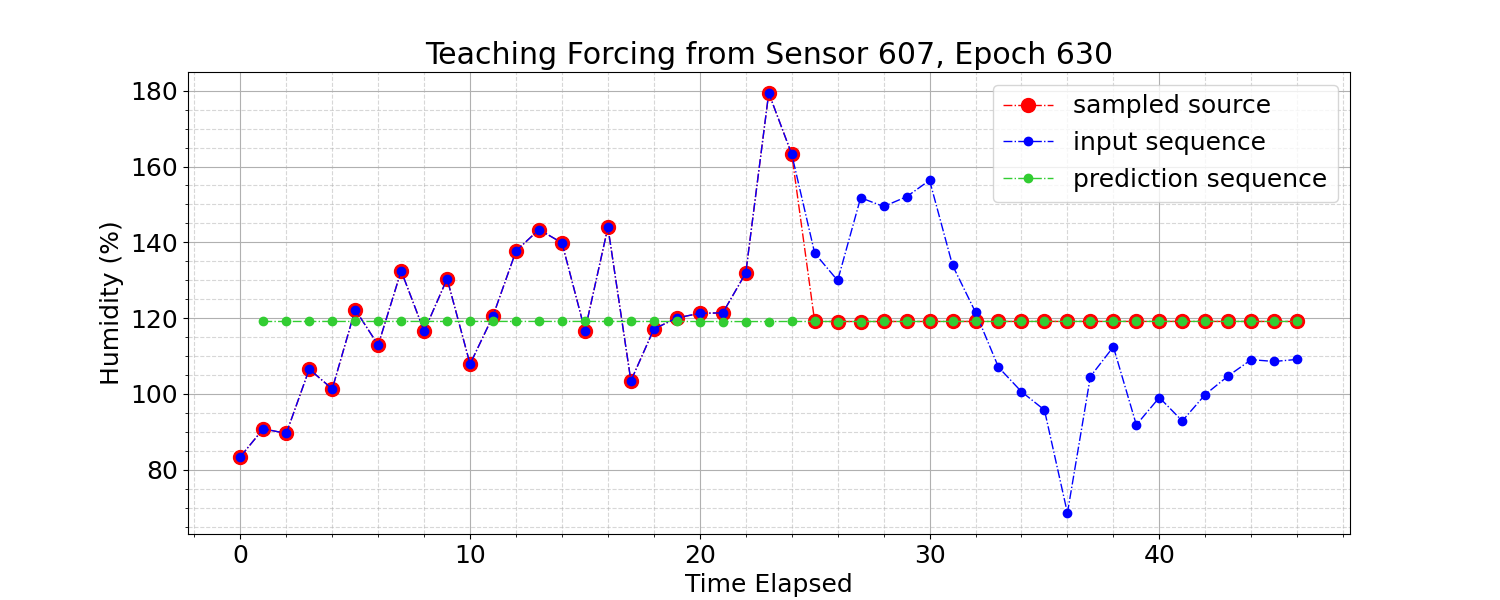 Teaching Forcing from Sensor 607, Epoch 630
180
160
140
120
100
80
Humidity (%)
sampled source
input sequence
prediction sequence
0 10 20 30 40
Time Elapsed